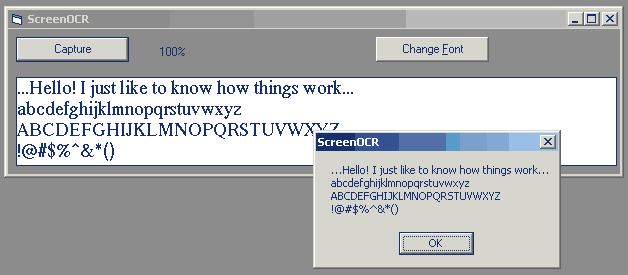 ScreenOCR
Capture
100%
Change Font
...Hello! I just like to know how things work...
abcdefghijklmnopqrstuvwxyz
ABCDEFGHIJKLMNOPQRSTUVWXYZ
!@#$%^&*()
ScreenOCR
...Hello! I just like to know how things work...
abcdefghijklmnopqrstuvwxyz
ABCDEFGHIJKLMNOPQRSTUVWXYZ
!@#$%^&*()
OK